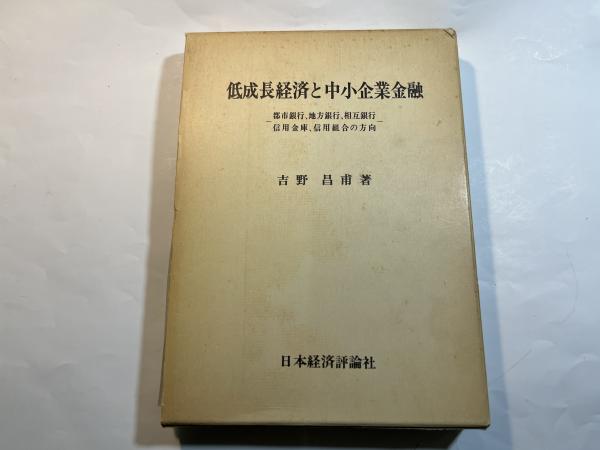 低成長経済と中小企業金融
―都市銀行、地方銀行、相互銀行―
信用金庫、信用組合の方向
吉野 昌甫 著
日本経済評論社